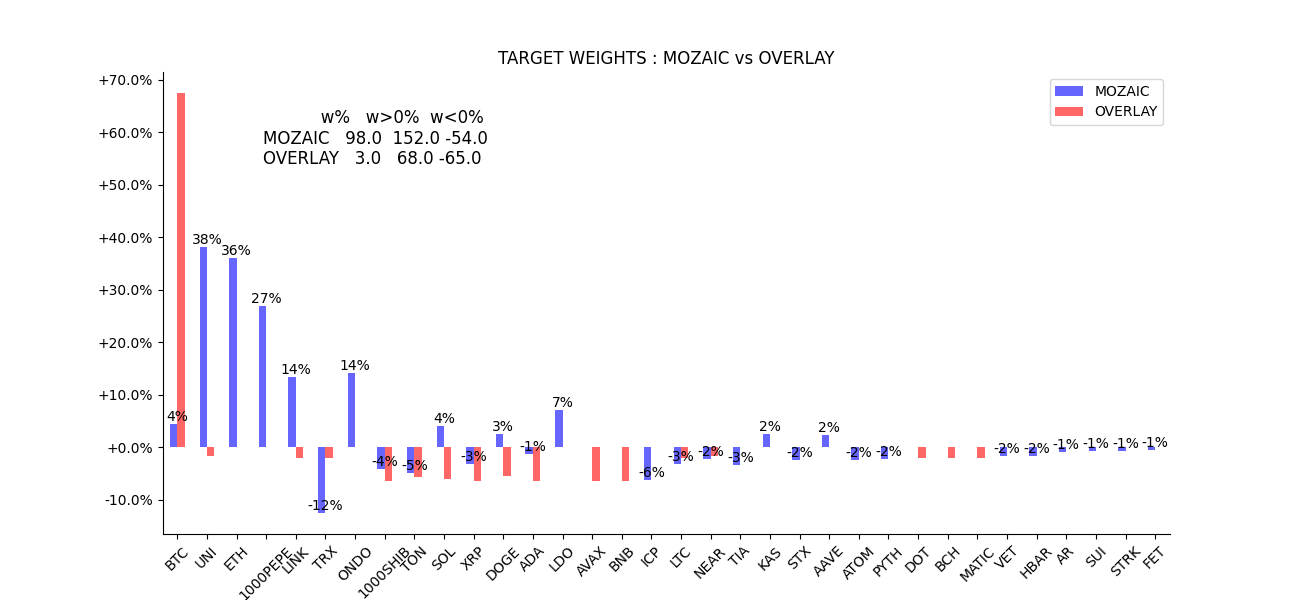 TARGET WEIGHTS : MOZAIC vs OVERLAY
+70.0%
+60.0%
+50.0%
+40.0%
+30.0%
+20.0%
+10.0%
+0.0%
-10.0%
w% w>0% w<0%
MOZAIC 98.0 152.0 -54.0
OVERLAY 3.0 68.0 -65.0
MOZAIC
OVERLAY
4%
38%
36%
27%
14%
-12%
14%
-4%
-5%
4%
-3%
3%
-1%
7%
-6%
-3%
-2%
-3%
2%
-2%
2%
-2%
-2%
-2%
-2%
-1%
-1%
-1%
-1%
BTC
UNI
ETH
1000PEPE
LINK
TRX
ONDO
1000SHIB
TON
SOL
XRP
DOGE
ADA
LDO
AVAX
BNB
ICP
LTC
NEAR
TIA
KAS
STX
AAVE
ATOM
PYTH
DOT
BCH
MATIC
VET
HBAR
AR
SUI
STRK
FET